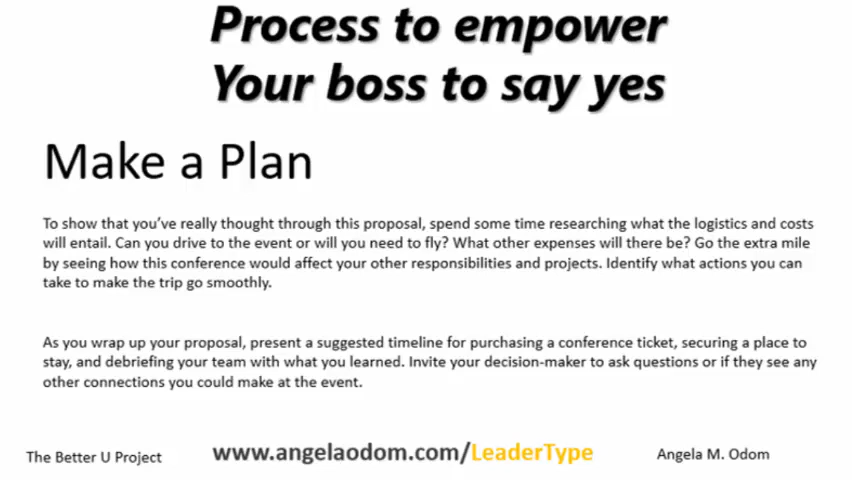 Process to empower
Your boss to say yes
Make a Plan
To show that you've really thought through this proposal, spend some time researching what the logistics and costs
will entail. Can you drive to the event or will you need to fly? What other expenses will there be? Go the extra mile
by seeing how this conference would affect your other responsibilities and projects. Identify what actions you can
take to make the trip go smoothly.
As you wrap up your proposal, present a suggested timeline for purchasing a conference ticket, securing a place to
stay, and debriefing your team with what you learned. Invite your decision-maker to ask questions or if they see any
other connections you could make at the event.
The Better U Project
www.angelaodom.com/LeaderType
Angela M. Odom